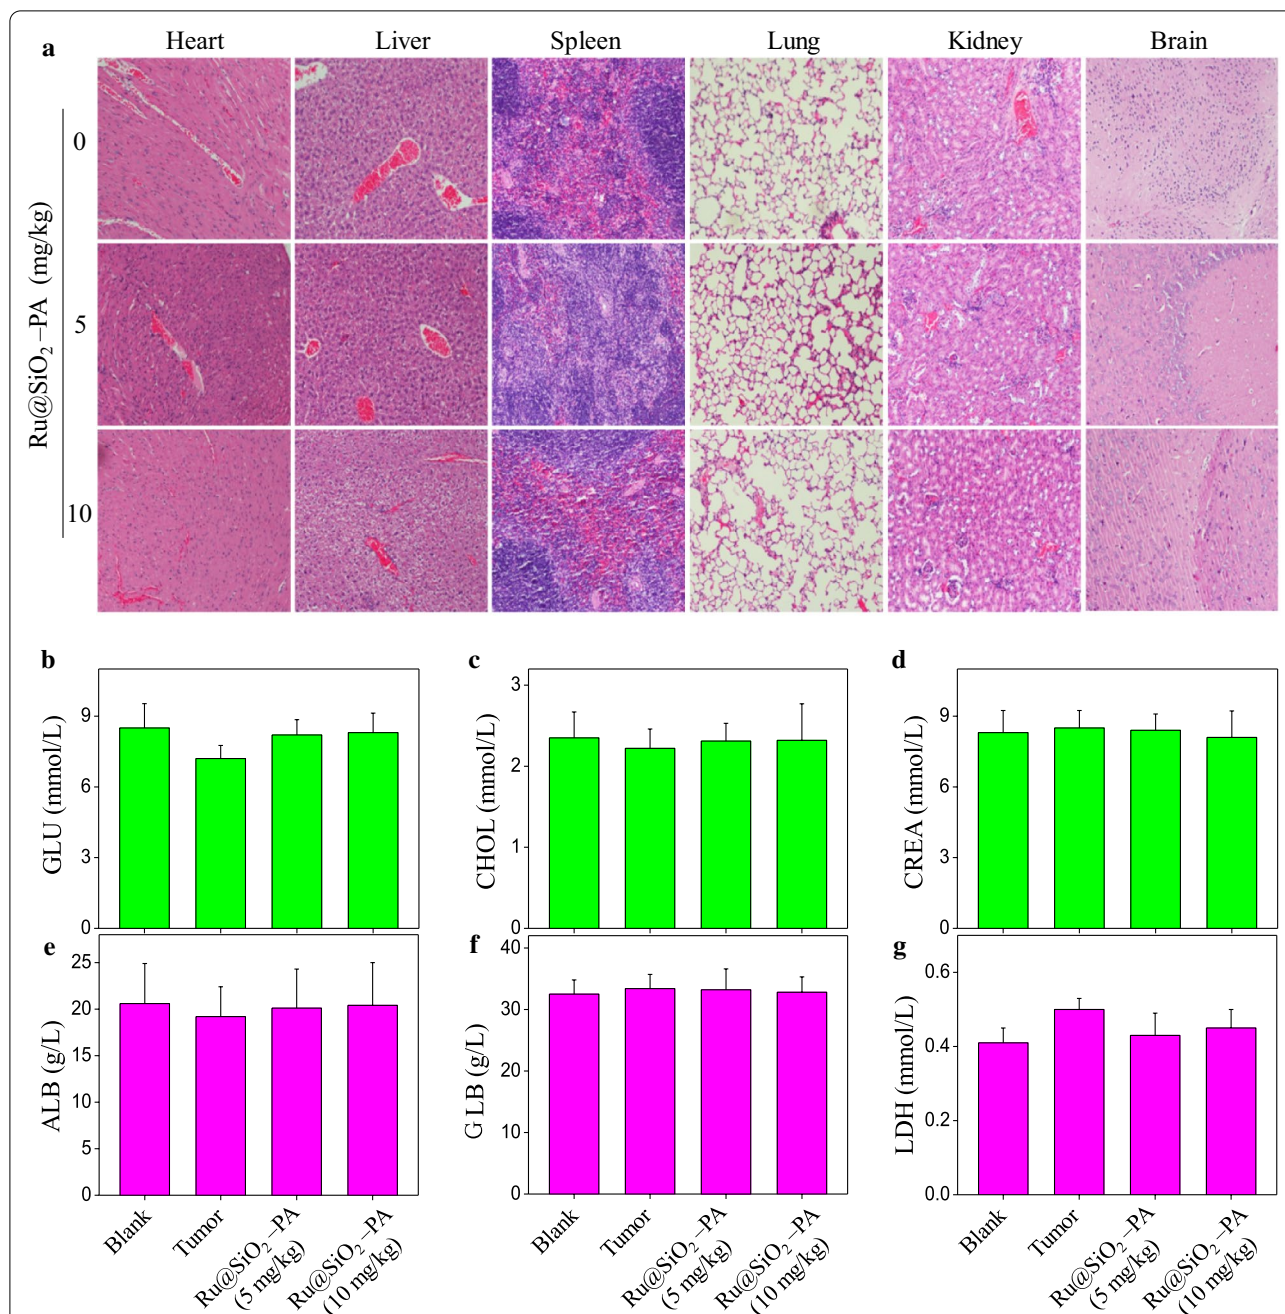 a
Heart Liver Spleen Lung Kidney Brain
Ru@SiO₂–PA (mg/kg)
0
5
10
b
GLU (mmol/L)
9
6
3
0
c
CHOL (mmol/L)
3
2
1
0
d
CREA (mmol/L)
9
6
3
0
e
ALB (g/L)
25
20
15
10
5
0
Blank
Tumor
Ru@SiO₂–PA
(5 mg/kg)
Ru@SiO₂–PA
(10 mg/kg)
f
GLB (g/L)
40
30
20
10
0
Blank
Tumor
Ru@SiO₂–PA
(5 mg/kg)
Ru@SiO₂–PA
(10 mg/kg)
g
LDH (mmol/L)
0.6
0.4
0.2
0.0
Blank
Tumor
Ru@SiO₂–PA
(5 mg/kg)
Ru@SiO₂–PA
(10 mg/kg)